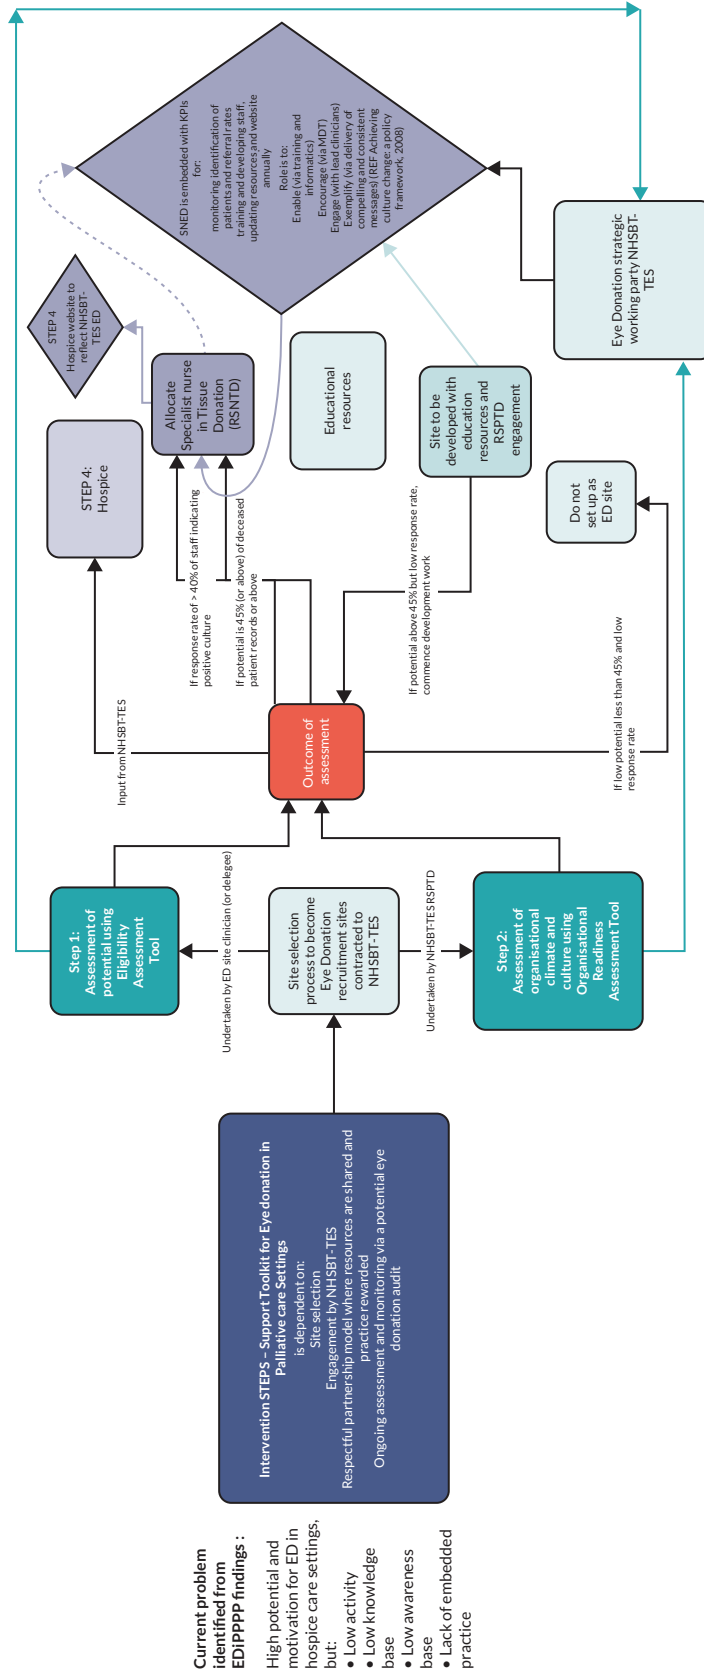 Current problem
identified from
EDiPPPP findings :
High potential and
motivation for ED in
hospice care settings,
but:
• Low activity
• Low knowledge
base
• Low awareness
base
• Lack of embedded
practice
Intervention STEPS – Support Toolkit for Eye donation in
Palliative care Settings
is dependent on:
Site selection
Engagement by NHSBT-TES
Respectful partnership model where resources are shared and
practice rewarded
Ongoing assessment and monitoring via a potential eye
donation audit
Step 1:
Assessment of
potential using
Eligibility
Assessment
Tool
Undertaken by ED site clinician (or delegee)
Site selection
process to become
Eye Donation
recruitment sites
contracted to
NHSBT-TES
Undertaken by NHSBT-TES RSPTD
Step 2:
Assessment of
organisational
climate and
culture using
Organisational
Readiness
Assessment Tool
Outcome of
assessment
Input from NHSBT-TES
If response rate of > 40% of staff indicating
positive culture
If potential is 45% (or above) of deceased
patient records or above
If potential above 45% but low response rate,
commence development work
If low potential less than 45% and low
response rate
STEP 4:
Hospice
Allocate
Specialist nurse
in Tissue
Donation
(RSNTD)
STEP 4
Hospice website to
reflect NHSBT-
TES ED
Educational
resources
Site to be
developed with
education
resources and
RSPTD
engagement
Do not
set up as
ED site
SNED is embedded with KPIs
for:
monitoring identification of
patients and referral rates
training and developing staff,
updating resources and website
annually
Role is to:
Enable (via training and
informatics)
Encourage (via MDT)
Engage (with lead clinicians)
Exemplify (via delivery of
compelling and consistent
messages) (REF Achieving
culture change: a policy
framework, 2008)
Eye Donation strategic
working party NHSBT-
TES